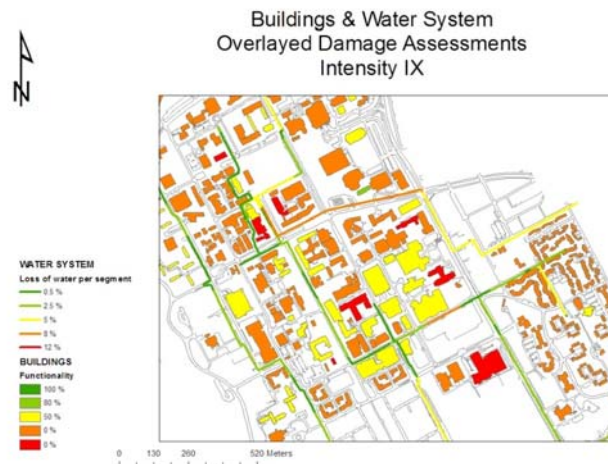 Buildings & Water System
Overlayed Damage Assessments
Intensity IX
N
WATER SYSTEM
Loss of water per segment
0.5 %
2.5 %
5 %
8 %
12 %
BUILDINGS
Functionality
100 %
80 %
50 %
0 %
0 %
0 130 260 520 Meters